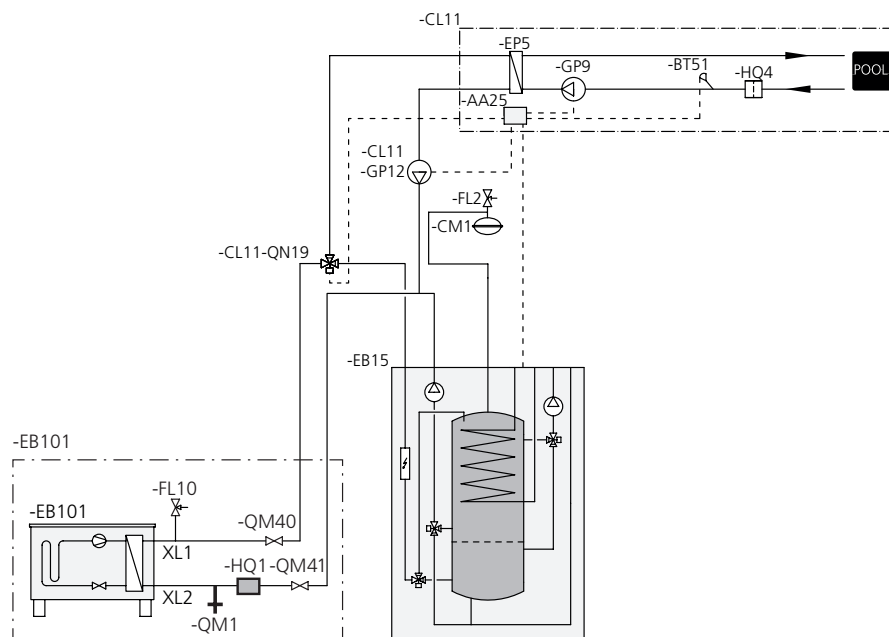 -CL11
-EP5
-GP9
-BT51
-HQ4
POOL
-AA25
-CL11
-GP12
-FL2
-CM1
-CL11-QN19
-EB15
-EB101
-FL10
-EB101
-QM40
XL1
-HQ1 -QM41
XL2
-QM1